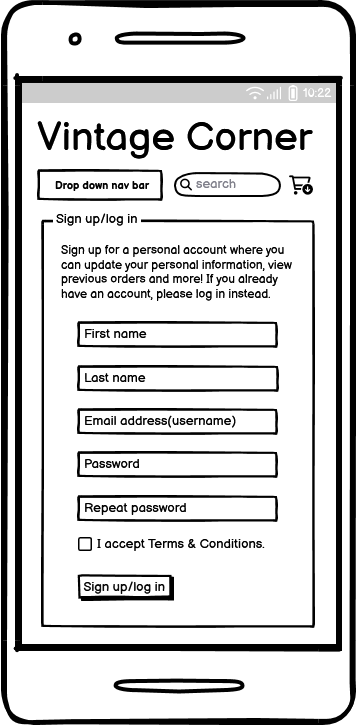 10:22
Vintage Corner
Drop down nav bar
search
Sign up/log in
Sign up for a personal account where you
can update your personal information, view
previous orders and more! If you already
have an account, please log in instead.
First name
Last name
Email address(username)
Password
Repeat password
I accept Terms & Conditions.
Sign up/log in